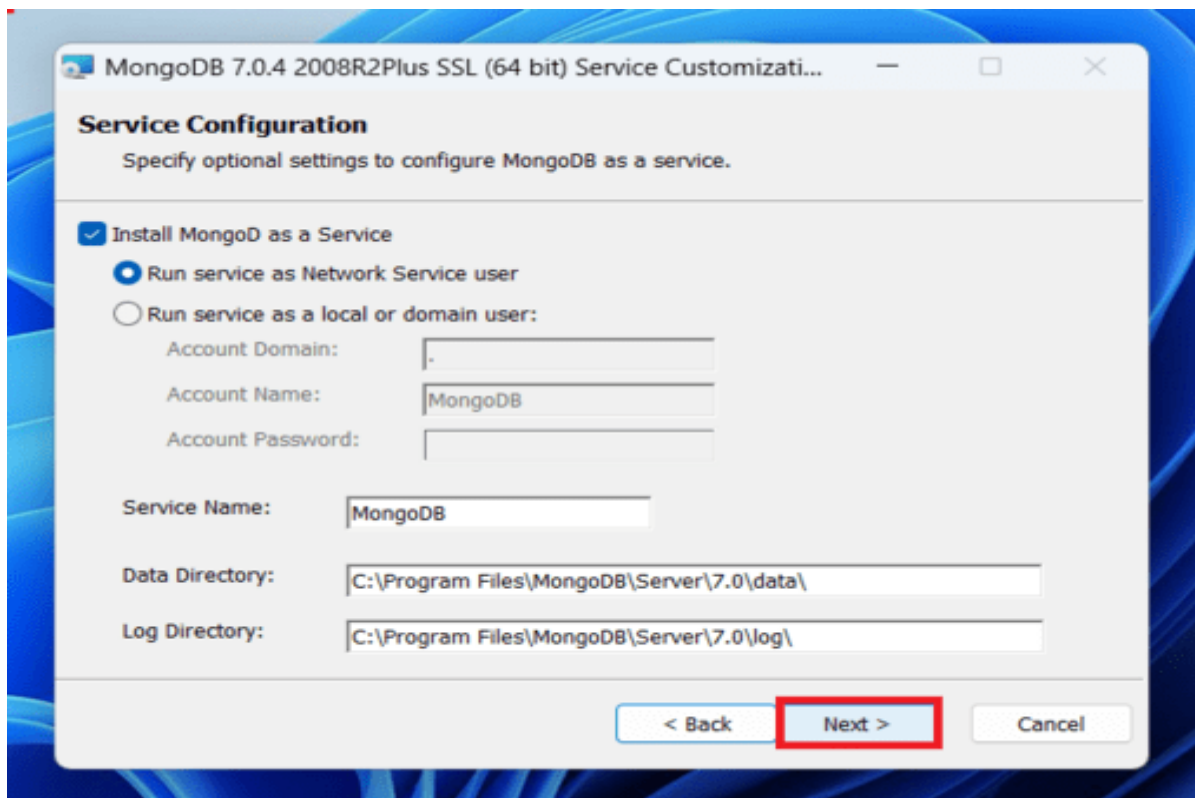 MongoDB 7.0.4 2008R2Plus SSL (64 bit) Service Customizati...
Service Configuration
Specify optional settings to configure MongoDB as a service.
Install MongoD as a Service
Run service as Network Service user
Run service as a local or domain user:
Account Domain: .
Account Name: MongoDB
Account Password:
Service Name: MongoDB
Data Directory: C:\Program Files\MongoDB\Server\7.0\data\
Log Directory: C:\Program Files\MongoDB\Server\7.0\log\
< Back Next > Cancel